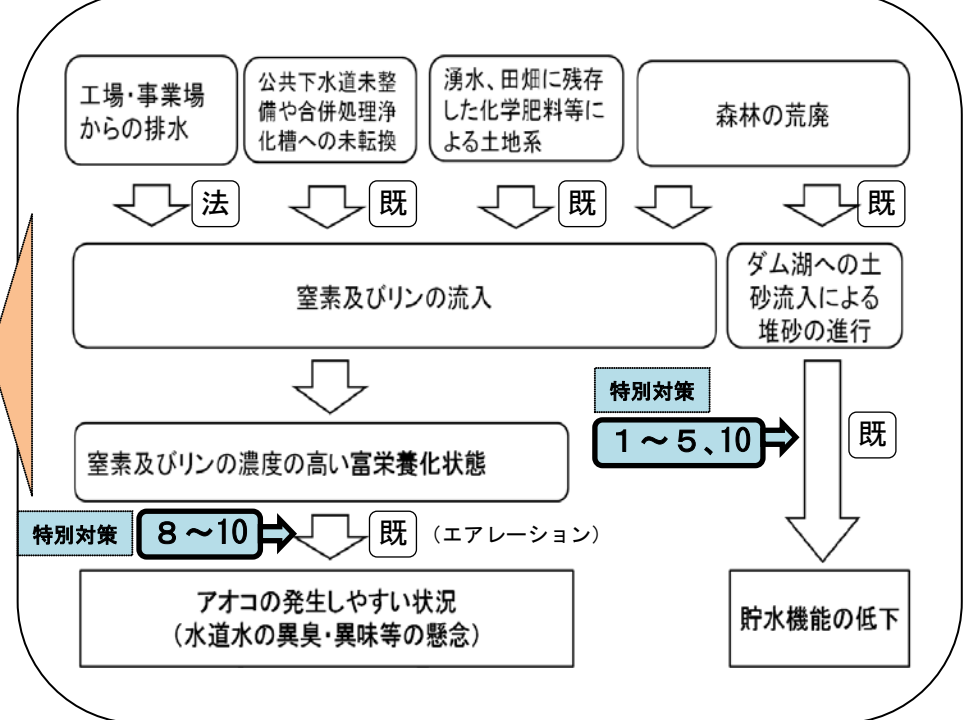 工場・事業場
からの排水
公共下水道未整
備や合併処理浄
化槽への未転換
湧水、田畑に残存
した化学肥料等に
よる土地系
森林の荒廃
法
既
既
既
窒素及びリンの流入
ダム湖への土
砂流入による
堆砂の進行
特別対策
1～5、10
既
窒素及びリンの濃度の高い富栄養化状態
特別対策
8～10
既
（エアレーション）
アオコの発生しやすい状況
（水道水の異臭・異味等の懸念）
貯水機能の低下